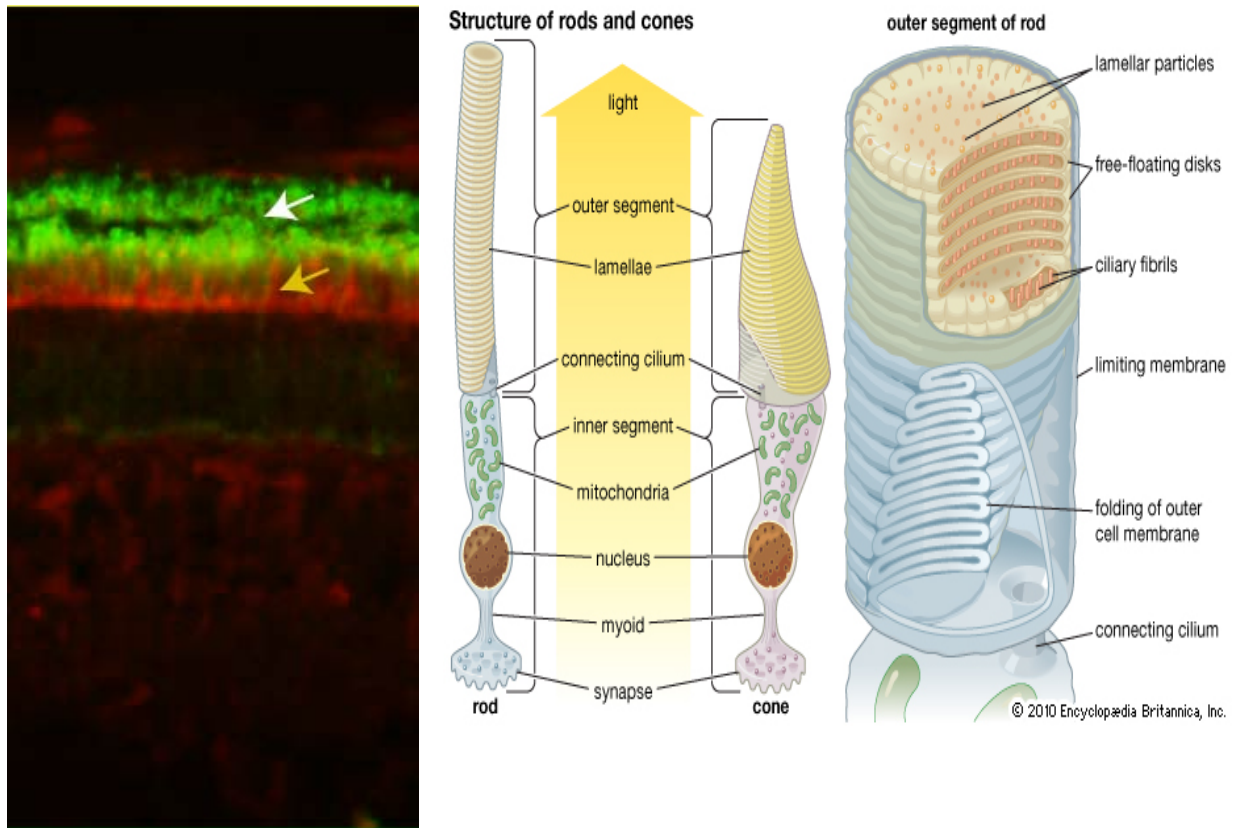 Structure of rods and cones
light
outer segment
lamellae
connecting cilium
inner segment
mitochondria
nucleus
myoid
synapse
rod
cone
outer segment of rod
lamellar particles
free-floating disks
ciliary fibrils
limiting membrane
folding of outer
cell membrane
connecting cilium
© 2010 Encyclopædia Britannica, Inc.